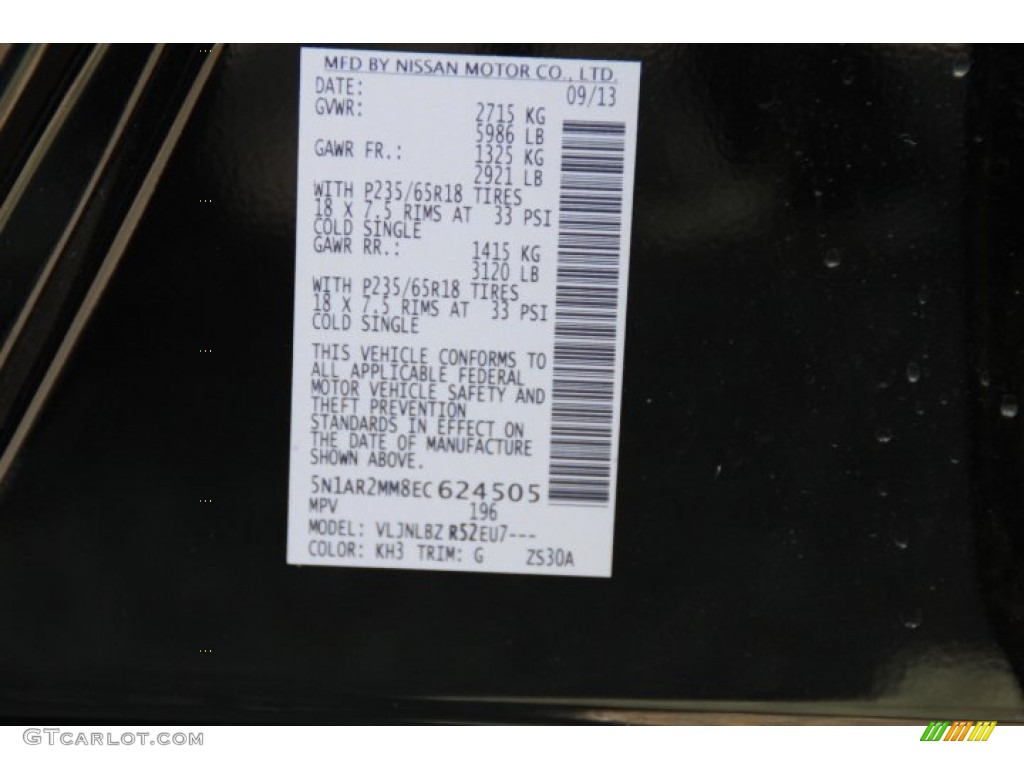 MFD BY NISSAN MOTOR CO., LTD.
DATE: 09/13
GVWR: 2715 KG
5986 LB
GAWR FR.: 1325 KG
2921 LB
WITH P235/65R18 TIRES
18 X 7.5 RIMS AT 33 PSI
COLD SINGLE
GAWR RR.: 1415 KG
3120 LB
WITH P235/65R18 TIRES
18 X 7.5 RIMS AT 33 PSI
COLD SINGLE
THIS VEHICLE CONFORMS TO
ALL APPLICABLE FEDERAL
MOTOR VEHICLE SAFETY AND
THEFT PREVENTION
STANDARDS IN EFFECT ON
THE DATE OF MANUFACTURE
SHOWN ABOVE.
5N1AR2MM8EC624505
MPV 196
MODEL: VLJNLBZ R52EU7---
COLOR: KH3 TRIM: G ZS30A
GTcarlot.com